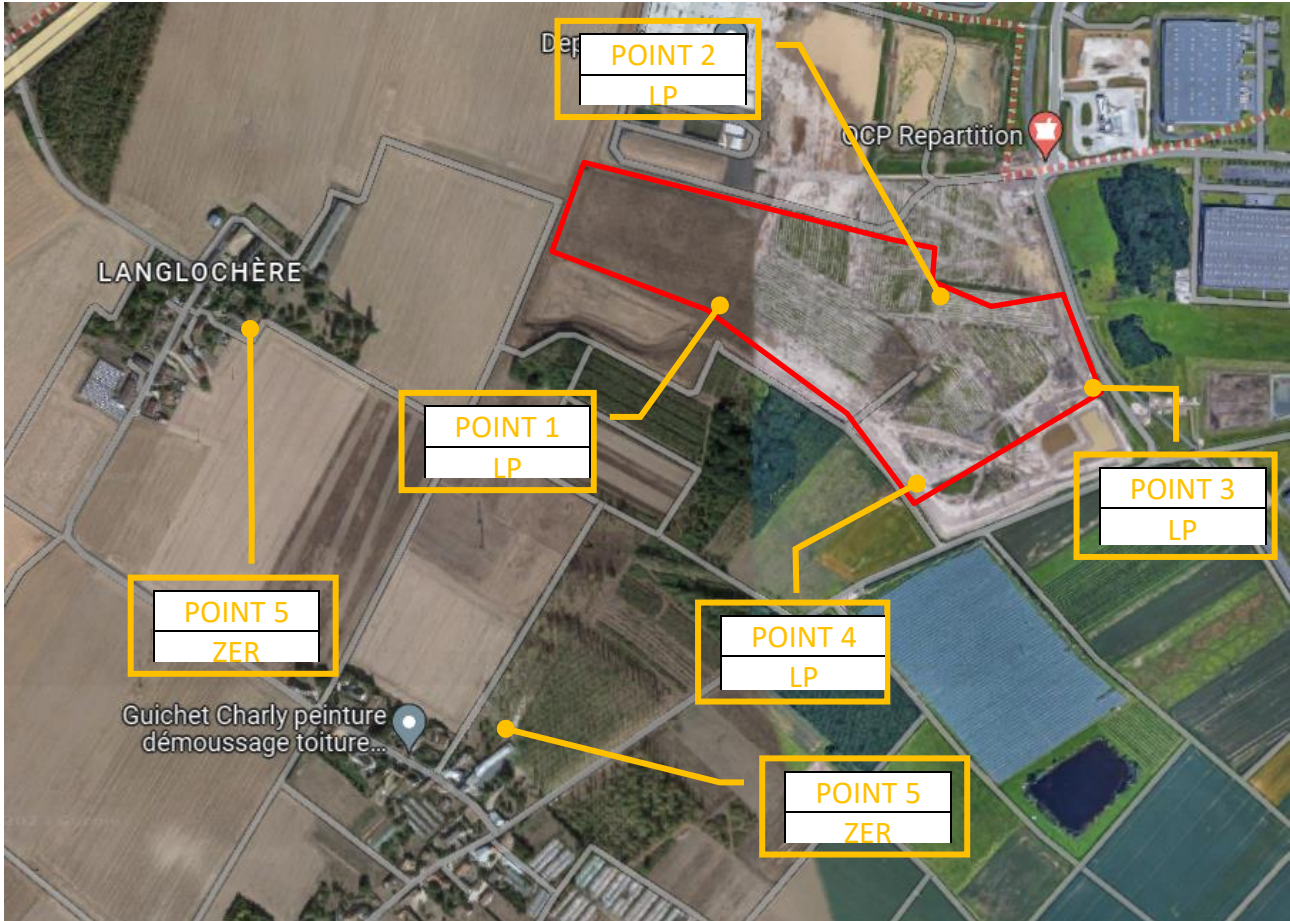 Dep
POINT 2
LP
OCP Repartition
LANGLOCHÈRE
POINT 1
LP
POINT 3
LP
POINT 5
ZER
POINT 4
LP
Guichet Charly peinture
démoussage toiture...
POINT 5
ZER